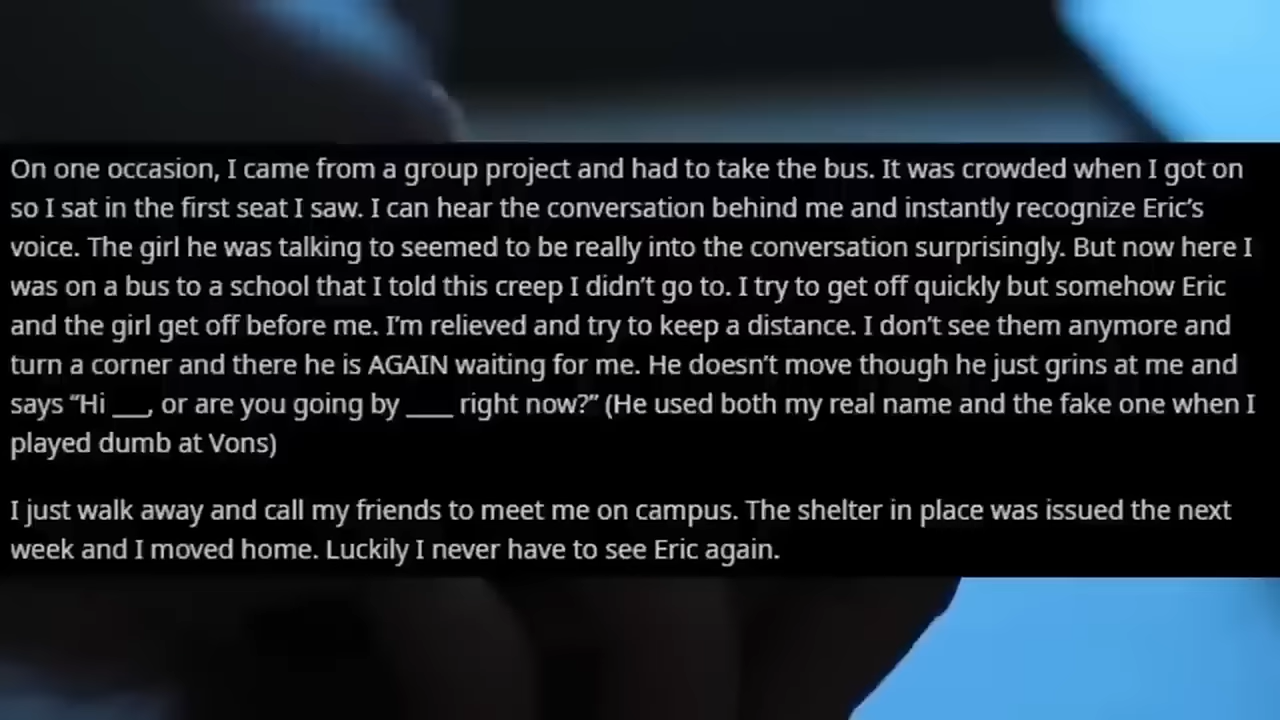 On one occasion, I came from a group project and had to take the bus. It was crowded when I got on
so I sat in the first seat I saw. I can hear the conversation behind me and instantly recognize Eric’s
voice. The girl he was talking to seemed to be really into the conversation surprisingly. But now here I
was on a bus to a school that I told this creep I didn’t go to. I try to get off quickly but somehow Eric
and the girl get off before me. I’m relieved and try to keep a distance. I don’t see them anymore and
turn a corner and there he is AGAIN waiting for me. He doesn’t move though he just grins at me and
says “Hi ___, or are you going by ____ right now?” (He used both my real name and the fake one when I
played dumb at Vons)
I just walk away and call my friends to meet me on campus. The shelter in place was issued the next
week and I moved home. Luckily I never have to see Eric again.